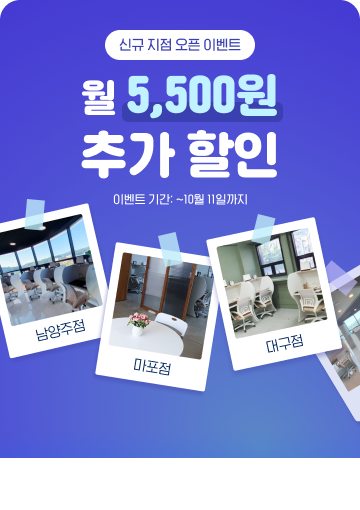 신규 지점 오픈 이벤트
월 5,500원
추가 할인
이벤트 기간: ~10월 11일까지
남양주점
마포점
대구점